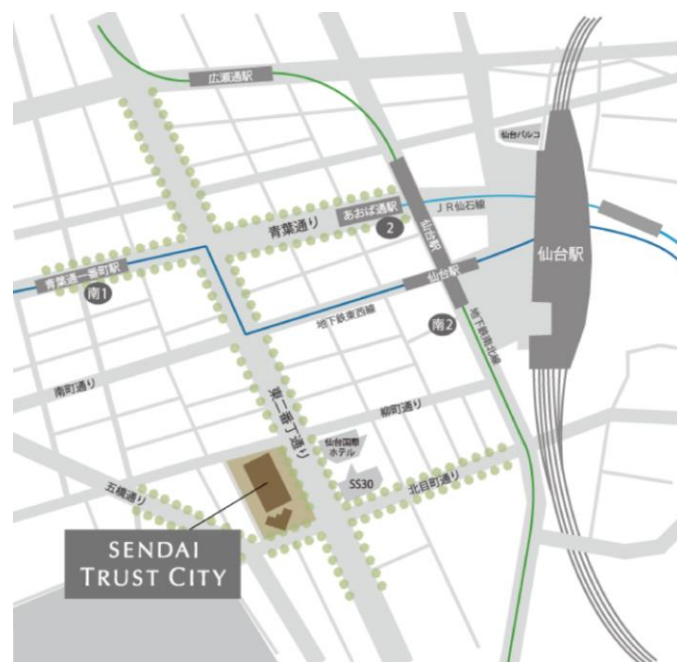 広瀬通駅
仙台パルコ
あおば通駅
JR仙石線
2
青葉通り
仙台駅
仙台駅
仙台駅
青葉通一番町駅
南1
地下鉄東西線
南2
地下鉄南北線
南町通り
東二番丁通り
柳町通り
仙台国際
ホテル
SS30
北目町通り
五橋通り
SENDAI
TRUST CITY